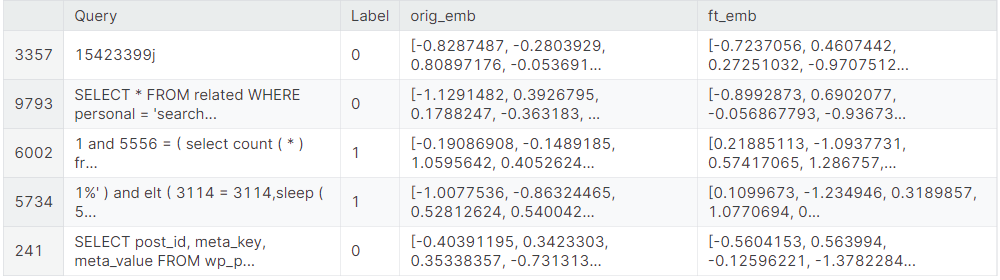 Query Label orig_emb ft_emb
3357 15423399j 0 [-0.8287487, -0.2803929, 0.80897176, -0.053691... [-0.7237056, 0.4607442, 0.27251032, -0.9707512...
9793 SELECT * FROM related WHERE personal = 'search... 0 [-1.1291482, 0.3926795, 0.1788247, -0.363183, ... [-0.8992873, 0.6902077, -0.056867793, -0.93673...
6002 1 and 5556 = ( select count ( * ) fr... 1 [-0.19086908, -0.1489185, 1.0595642, 0.4052624... [0.21885113, -1.0937731, 0.57417065, 1.286757,...
5734 1%' ) and elt ( 3114 = 3114,sleep ( 5... 1 [-1.0077536, -0.86324465, 0.52812624, 0.540042... [0.1099673, -1.234946, 0.3189857, 1.0770694, 0...
241 SELECT post_id, meta_key, meta_value FROM wp_p... 0 [-0.40391195, 0.3423303, 0.35338357, -0.731313... [-0.5604153, 0.563994, -0.12596221, -1.3782284...